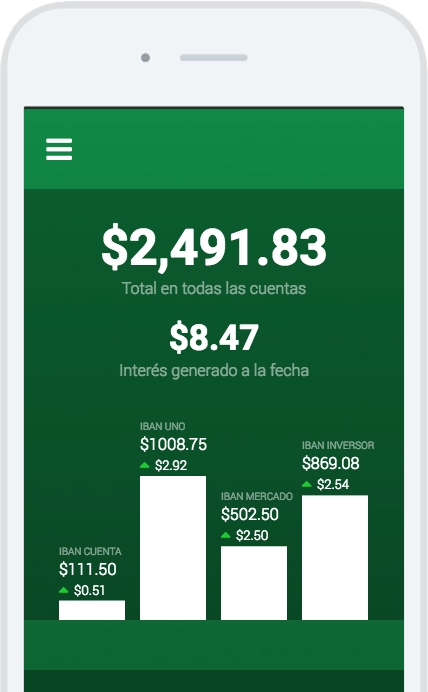 $2,491.83
Total en todas las cuentas
$8.47
Interés generado a la fecha
IBAN CUENTA
$111.50
$0.51
IBAN UNO
$1008.75
$2.92
IBAN MERCADO
$502.50
$2.50
IBAN INVERSOR
$869.08
$2.54